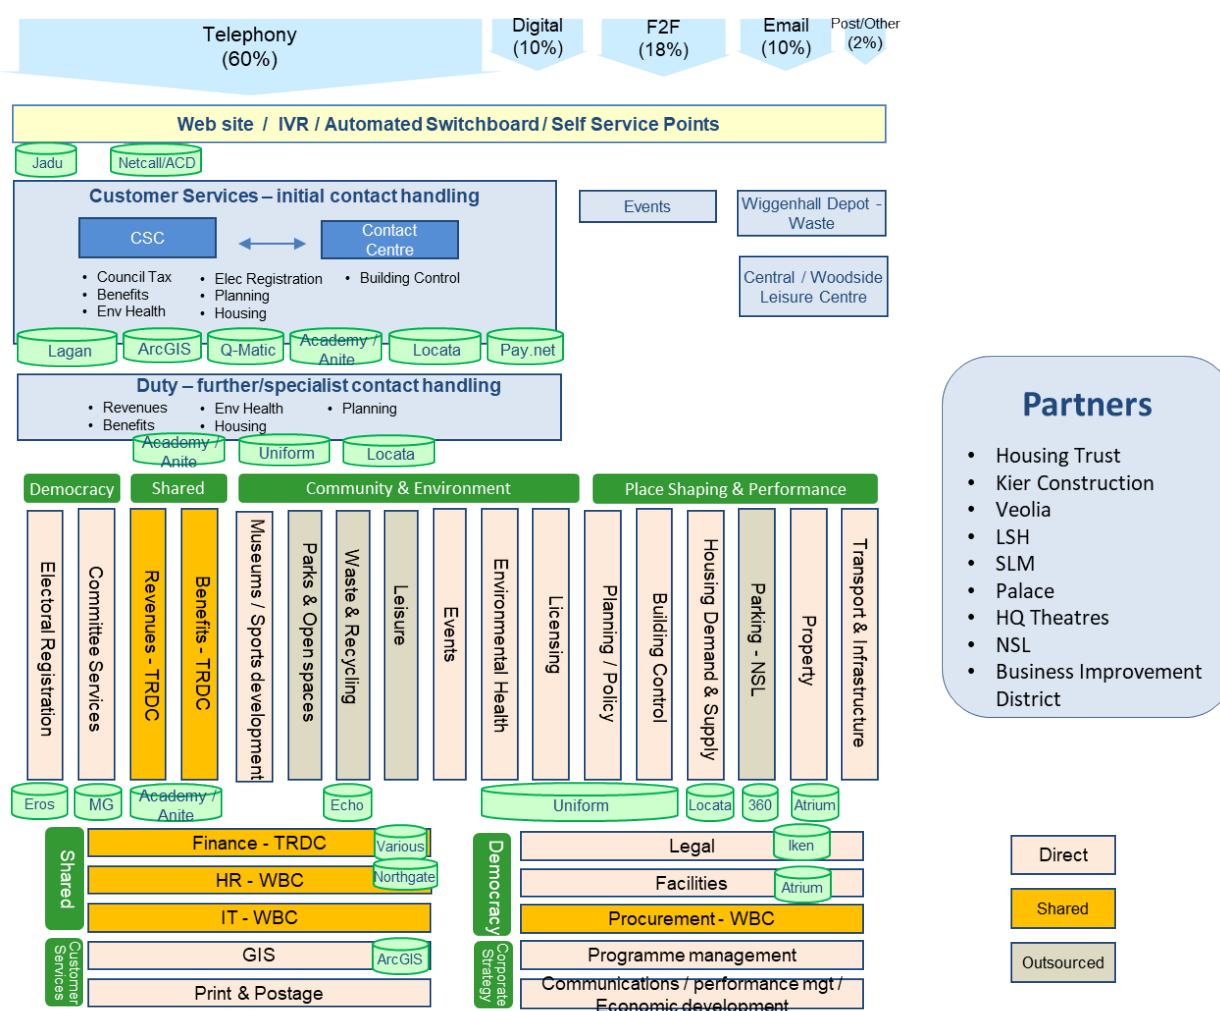 Telephony
(60%)
Digital
(10%)
F2F
(18%)
Email
(10%)
Post/Other
(2%)
Web site / IVR / Automated Switchboard / Self Service Points
Jadu
Netcall/ACD
Customer Services – initial contact handling
CSC
Contact
Centre
• Council Tax
• Benefits
• Env Health
• Elec Registration
• Planning
• Housing
• Building Control
Events
Wiggenhall Depot -
Waste
Central / Woodside
Leisure Centre
Lagan
ArcGIS
Q-Matic
Academy /
Anite
Locata
Pay.net
Duty – further/specialist contact handling
• Revenues
• Benefits
• Env Health
• Housing
• Planning
Academy /
Anite
Uniform
Locata
Democracy
Shared
Community & Environment
Place Shaping & Performance
Electoral Registration
Committee Services
Revenues - TRDC
Benefits - TRDC
Museums / Sports development
Parks & Open spaces
Waste & Recycling
Leisure
Events
Environmental Health
Licensing
Planning / Policy
Building Control
Housing Demand & Supply
Parking - NSL
Property
Transport & Infrastructure
Eros
MG
Academy /
Anite
Echo
Uniform
Locata
360
Atrium
Shared
Finance - TRDC
Various
HR - WBC
Northgate
IT - WBC
Customer
Services
GIS
ArcGIS
Print & Postage
Democracy
Legal
Iken
Facilities
Atrium
Procurement - WBC
Corporate
Strategy
Programme management
Communications / performance mgt /
Economic development
Partners
• Housing Trust
• Kier Construction
• Veolia
• LSH
• SLM
• Palace
• HQ Theatres
• NSL
• Business Improvement
District
Direct
Shared
Outsourced